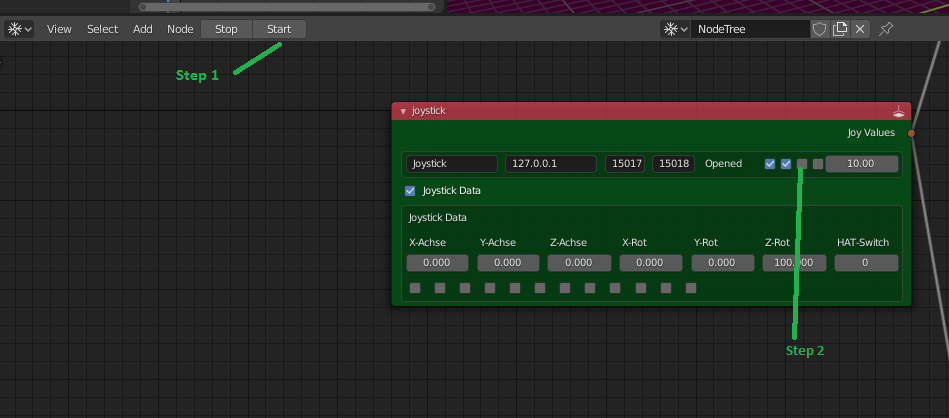 View Select Add Node Stop Start NodeTree
Step 1
joystick
Joy Values
Joystick 127.0.0.1 15017 15018 Opened 10.00
Joystick Data
Joystick Data
X-Achse Y-Achse Z-Achse X-Rot Y-Rot Z-Rot HAT-Switch
0.000 0.000 0.000 0.000 0.000 100.000 0
Step 2